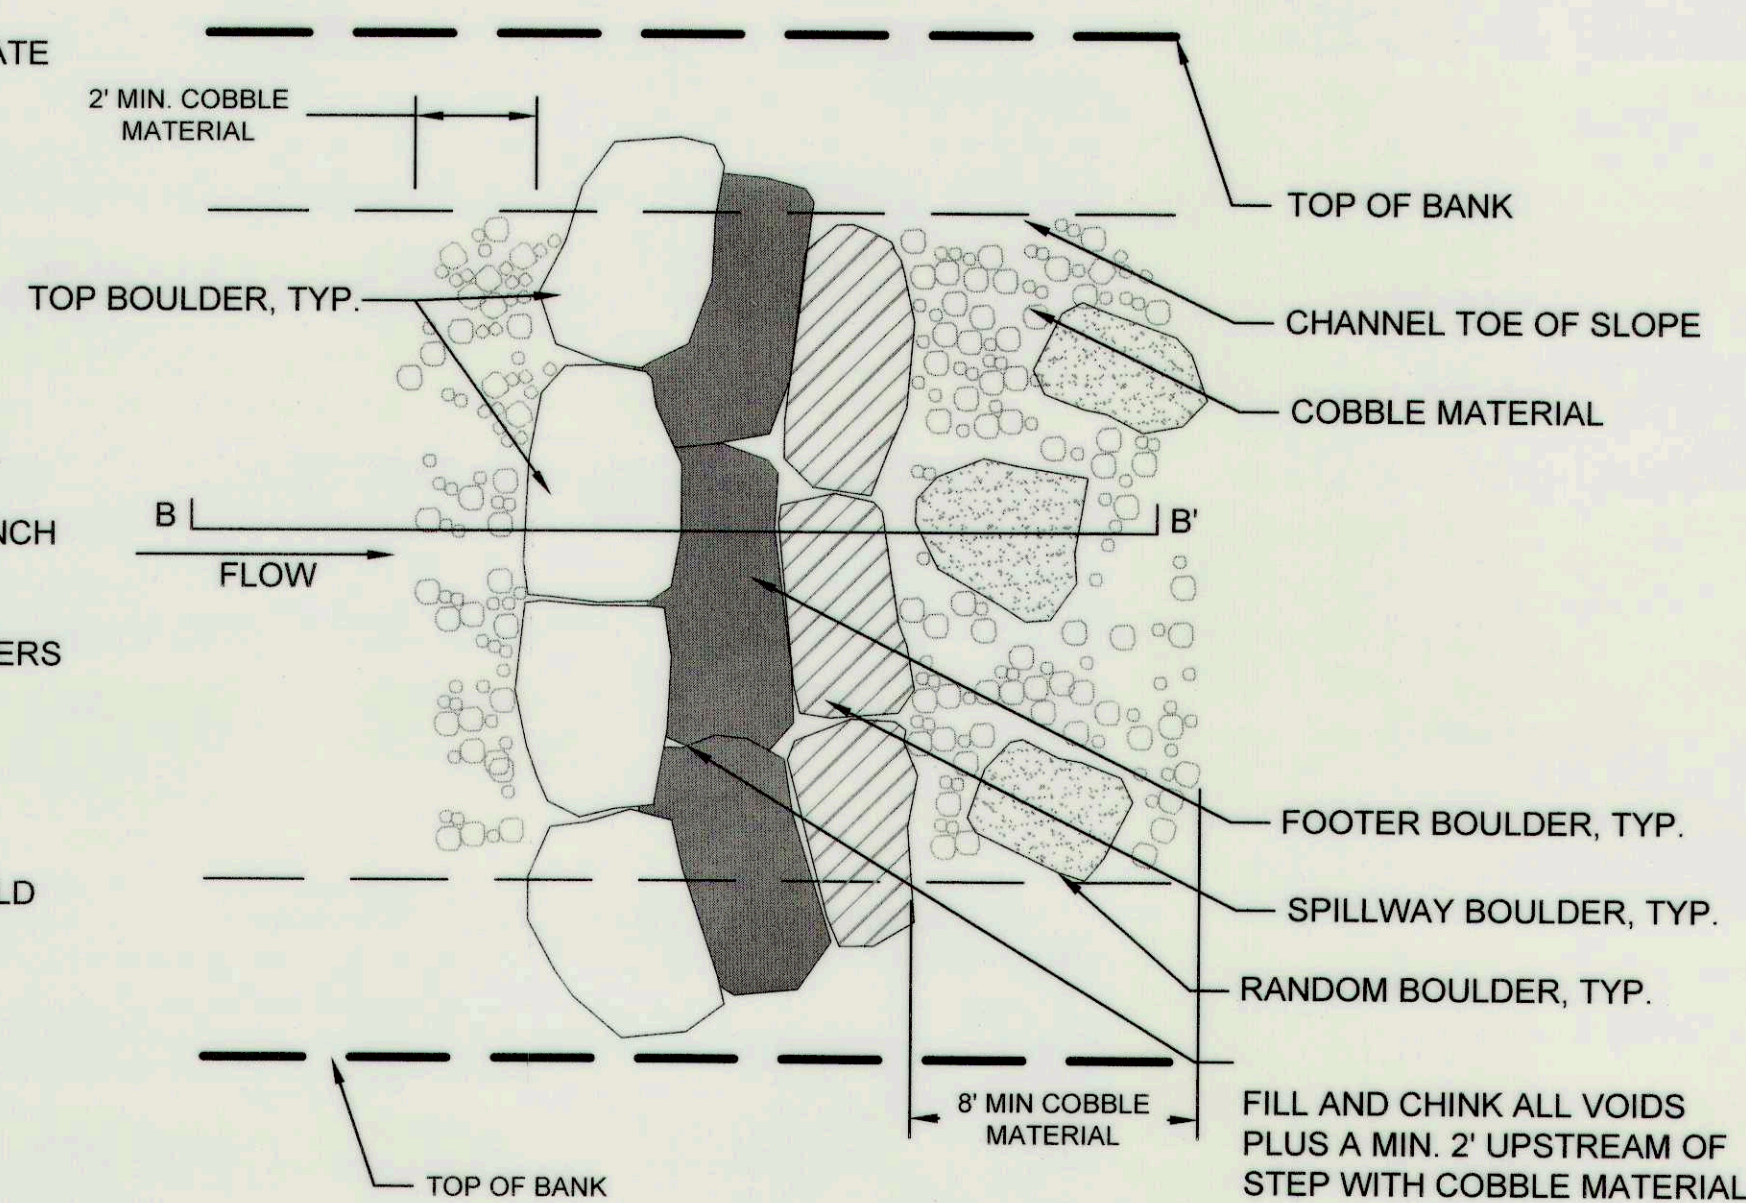 ATE
2' MIN. COBBLE
MATERIAL
TOP OF BANK
TOP BOULDER, TYP.
CHANNEL TOE OF SLOPE
COBBLE MATERIAL
B
B'
NCH
FLOW
ERS
FOOTER BOULDER, TYP.
LD
SPILLWAY BOULDER, TYP.
RANDOM BOULDER, TYP.
8' MIN COBBLE
MATERIAL
FILL AND CHINK ALL VOIDS
PLUS A MIN. 2' UPSTREAM OF
STEP WITH COBBLE MATERIAL
TOP OF BANK